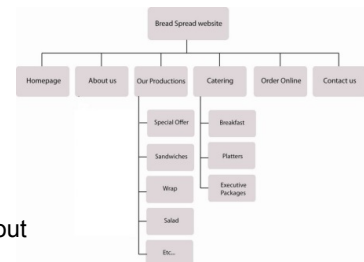 Bread Spread website
Homepage
About us
Our Productions
Catering
Order Online
Contact us
Special Offer
Sandwiches
Wrap
Salad
Etc...
Breakfast
Platters
Executive
Packages
out